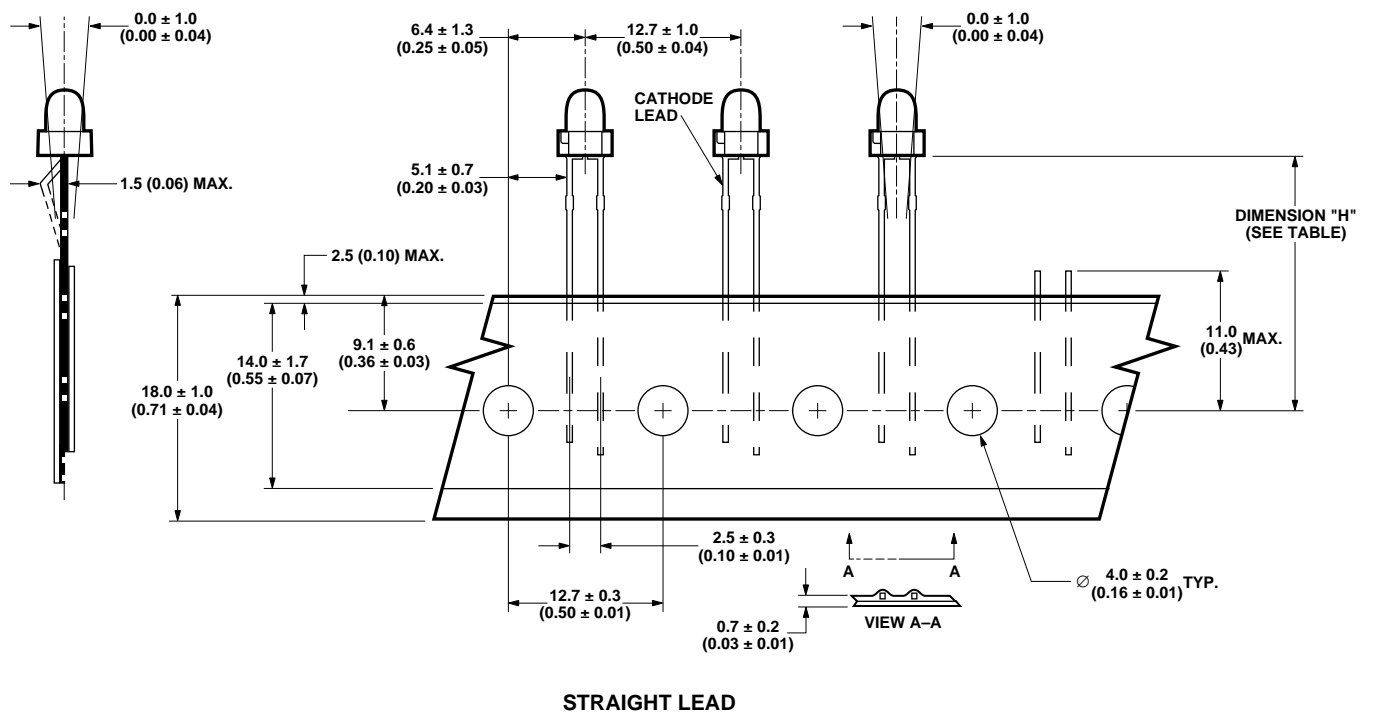 0.0 ± 1.0
(0.00 ± 0.04)
6.4 ± 1.3
(0.25 ± 0.05)
12.7 ± 1.0
(0.50 ± 0.04)
0.0 ± 1.0
(0.00 ± 0.04)
CATHODE
LEAD
1.5 (0.06) MAX.
5.1 ± 0.7
(0.20 ± 0.03)
DIMENSION "H"
(SEE TABLE)
2.5 (0.10) MAX.
9.1 ± 0.6
(0.36 ± 0.03)
14.0 ± 1.7
(0.55 ± 0.07)
18.0 ± 1.0
(0.71 ± 0.04)
11.0
(0.43)
MAX.
2.5 ± 0.3
(0.10 ± 0.01)
A A
12.7 ± 0.3
(0.50 ± 0.01)
∅ 4.0 ± 0.2
(0.16 ± 0.01)
TYP.
0.7 ± 0.2
(0.03 ± 0.01)
VIEW A–A
STRAIGHT LEAD